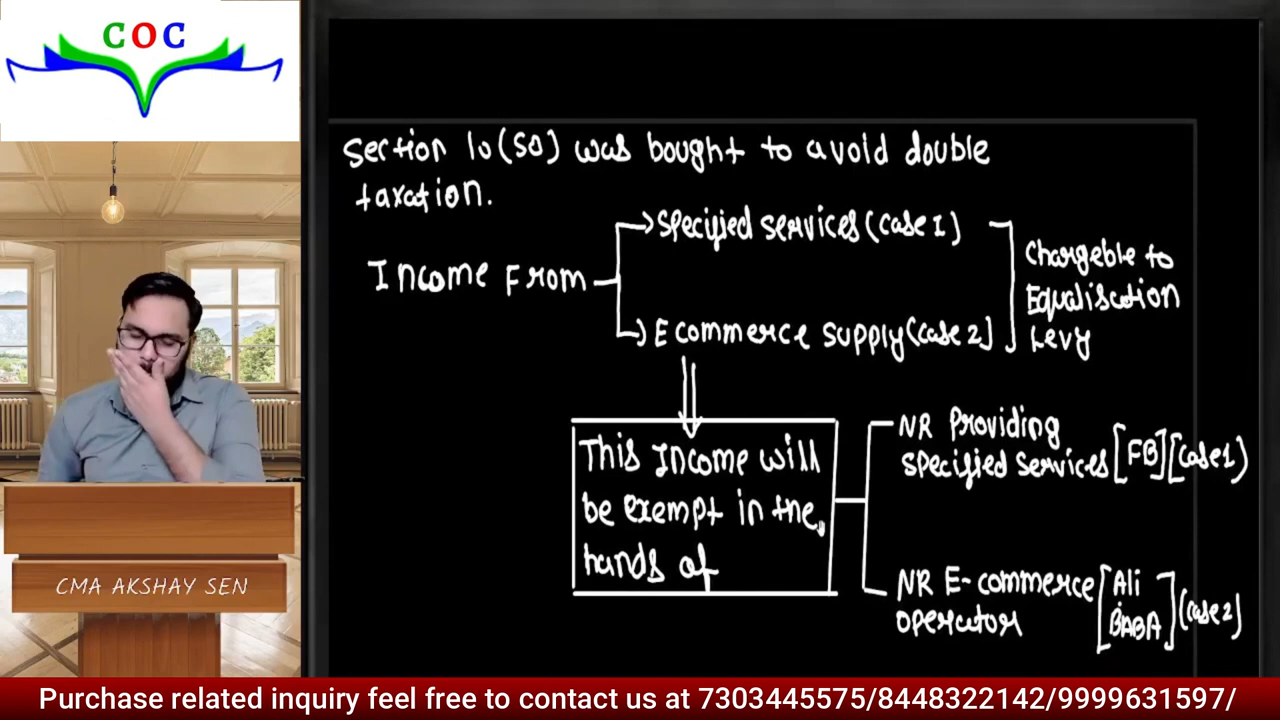 COC
Section 10(50) was bought to avoid double
taxation.
Specified services (case 1)
Income From
Chargeble to
Equalisation
Levy
E commerce supply (case 2)
This Income will
be exempt in the
hands of
NR Providing
specified services [FB] [case 1)
NR E-commerce
operator
[Ali
BABA] (case 2)
CMA AKSHAY SEN
Purchase related inquiry feel free to contact us at 7303445575/8448322142/9999631597/